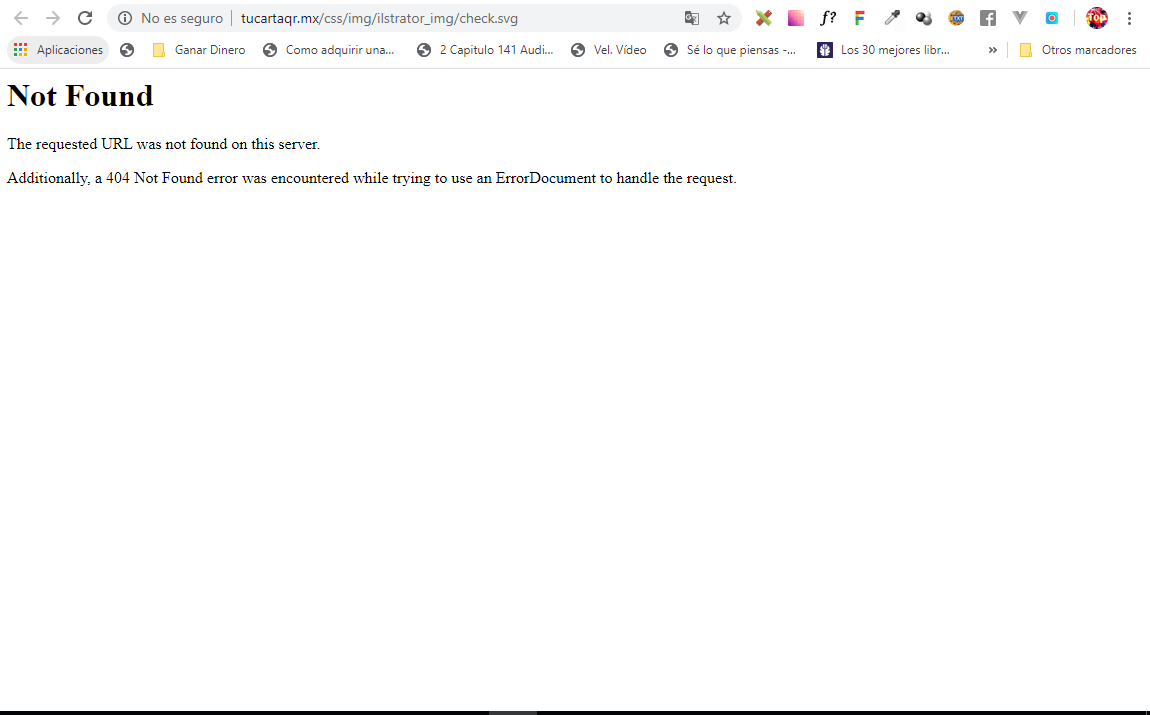 No es seguro | tucartaqr.mx/css/img/ilstrator_img/check.svg f? F TXT Top
Aplicaciones Ganar Dinero Como adquirir una... 2 Capitulo 141 Audi... Vel. Vídeo Sé lo que piensas -... Los 30 mejores libr... » Otros marcadores
Not Found
The requested URL was not found on this server.
Additionally, a 404 Not Found error was encountered while trying to use an ErrorDocument to handle the request.